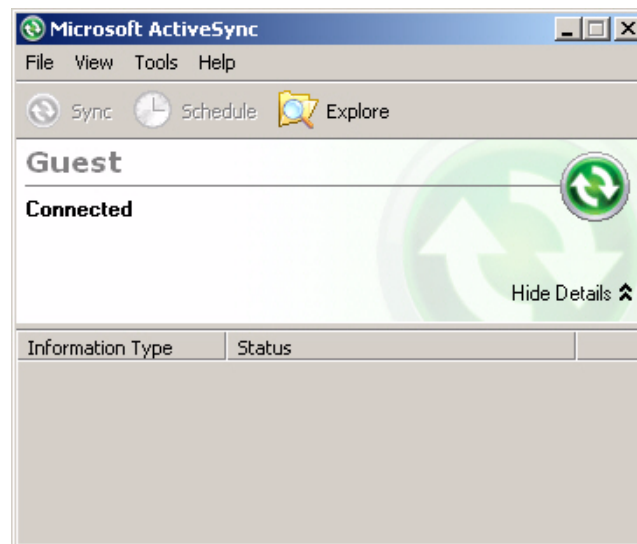 Microsoft ActiveSync
File View Tools Help
Sync Schedule Explore
Guest
Connected
Hide Details
Information Type Status